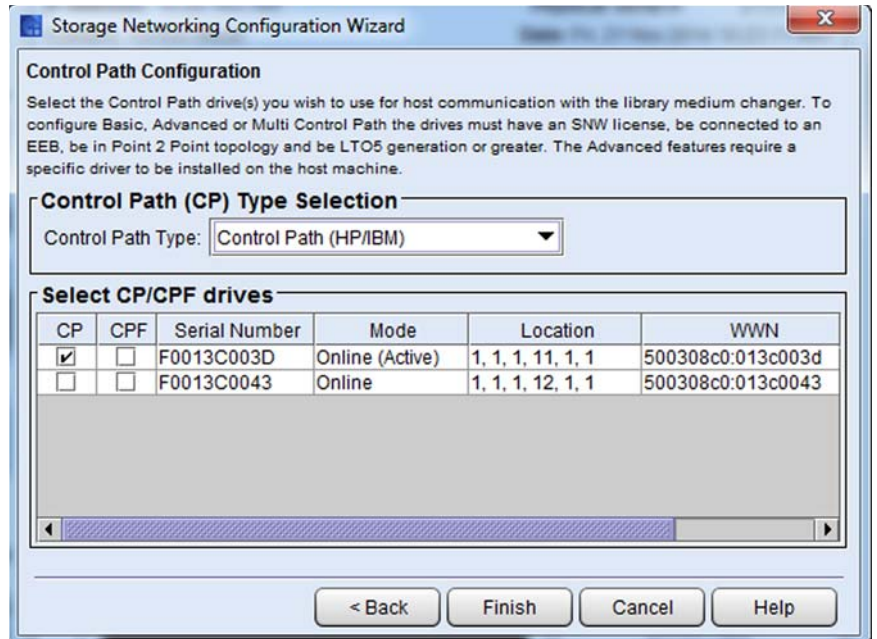 Storage Networking Configuration Wizard
Control Path Configuration
Select the Control Path drive(s) you wish to use for host communication with the library medium changer. To
configure Basic, Advanced or Multi Control Path the drives must have an SNW license, be connected to an
EEB, be in Point 2 Point topology and be LTO5 generation or greater. The Advanced features require a
specific driver to be installed on the host machine.
Control Path (CP) Type Selection
Control Path Type: Control Path (HP/IBM)
Select CP/CPF drives
CP CPF Serial Number Mode Location WWN
F0013C003D Online (Active) 1, 1, 1, 11, 1, 1 500308c0:013c003d
F0013C0043 Online 1, 1, 1, 12, 1, 1 500308c0:013c0043
< Back Finish Cancel Help